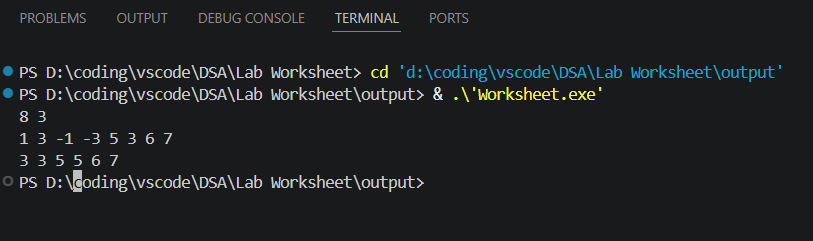 PROBLEMS OUTPUT DEBUG CONSOLE TERMINAL PORTS
PS D:\coding\vscode\DSA\Lab Worksheet> cd 'd:\coding\vscode\DSA\Lab Worksheet\output'
PS D:\coding\vscode\DSA\Lab Worksheet\output> & .\'Worksheet.exe'
8 3
1 3 -1 -3 5 3 6 7
3 3 5 5 6 7
PS D:\coding\vscode\DSA\Lab Worksheet\output>